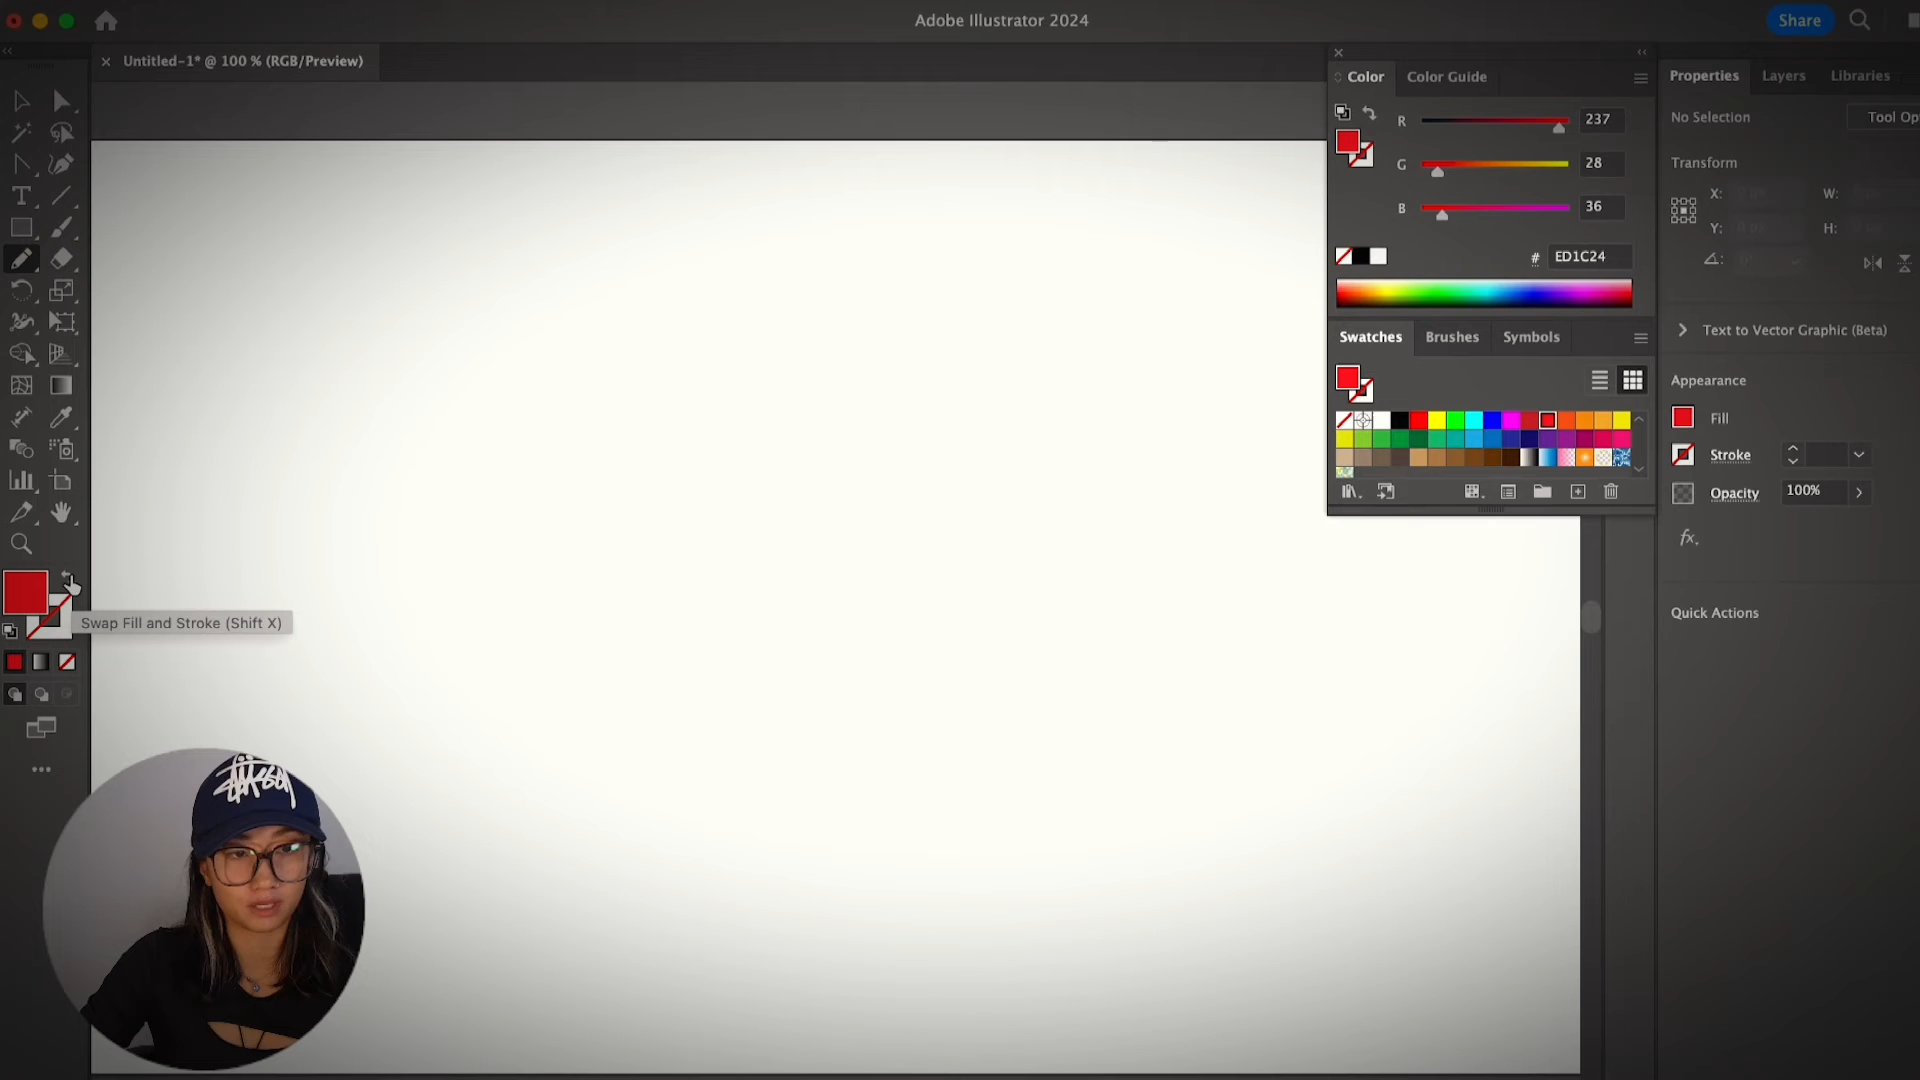 Adobe Illustrator 2024
Share
Untitled-1* @ 100 % (RGB/Preview)
Color
Color Guide
R
237
G
28
B
36
#
ED1C24
Swatches
Brushes
Symbols
Properties
Layers
Libraries
No Selection
Transform
X:
W:
Y:
H:
Text to Vector Graphic (Beta)
Appearance
Fill
Stroke
Opacity
100%
fx.
Quick Actions
Swap Fill and Stroke (Shift X)